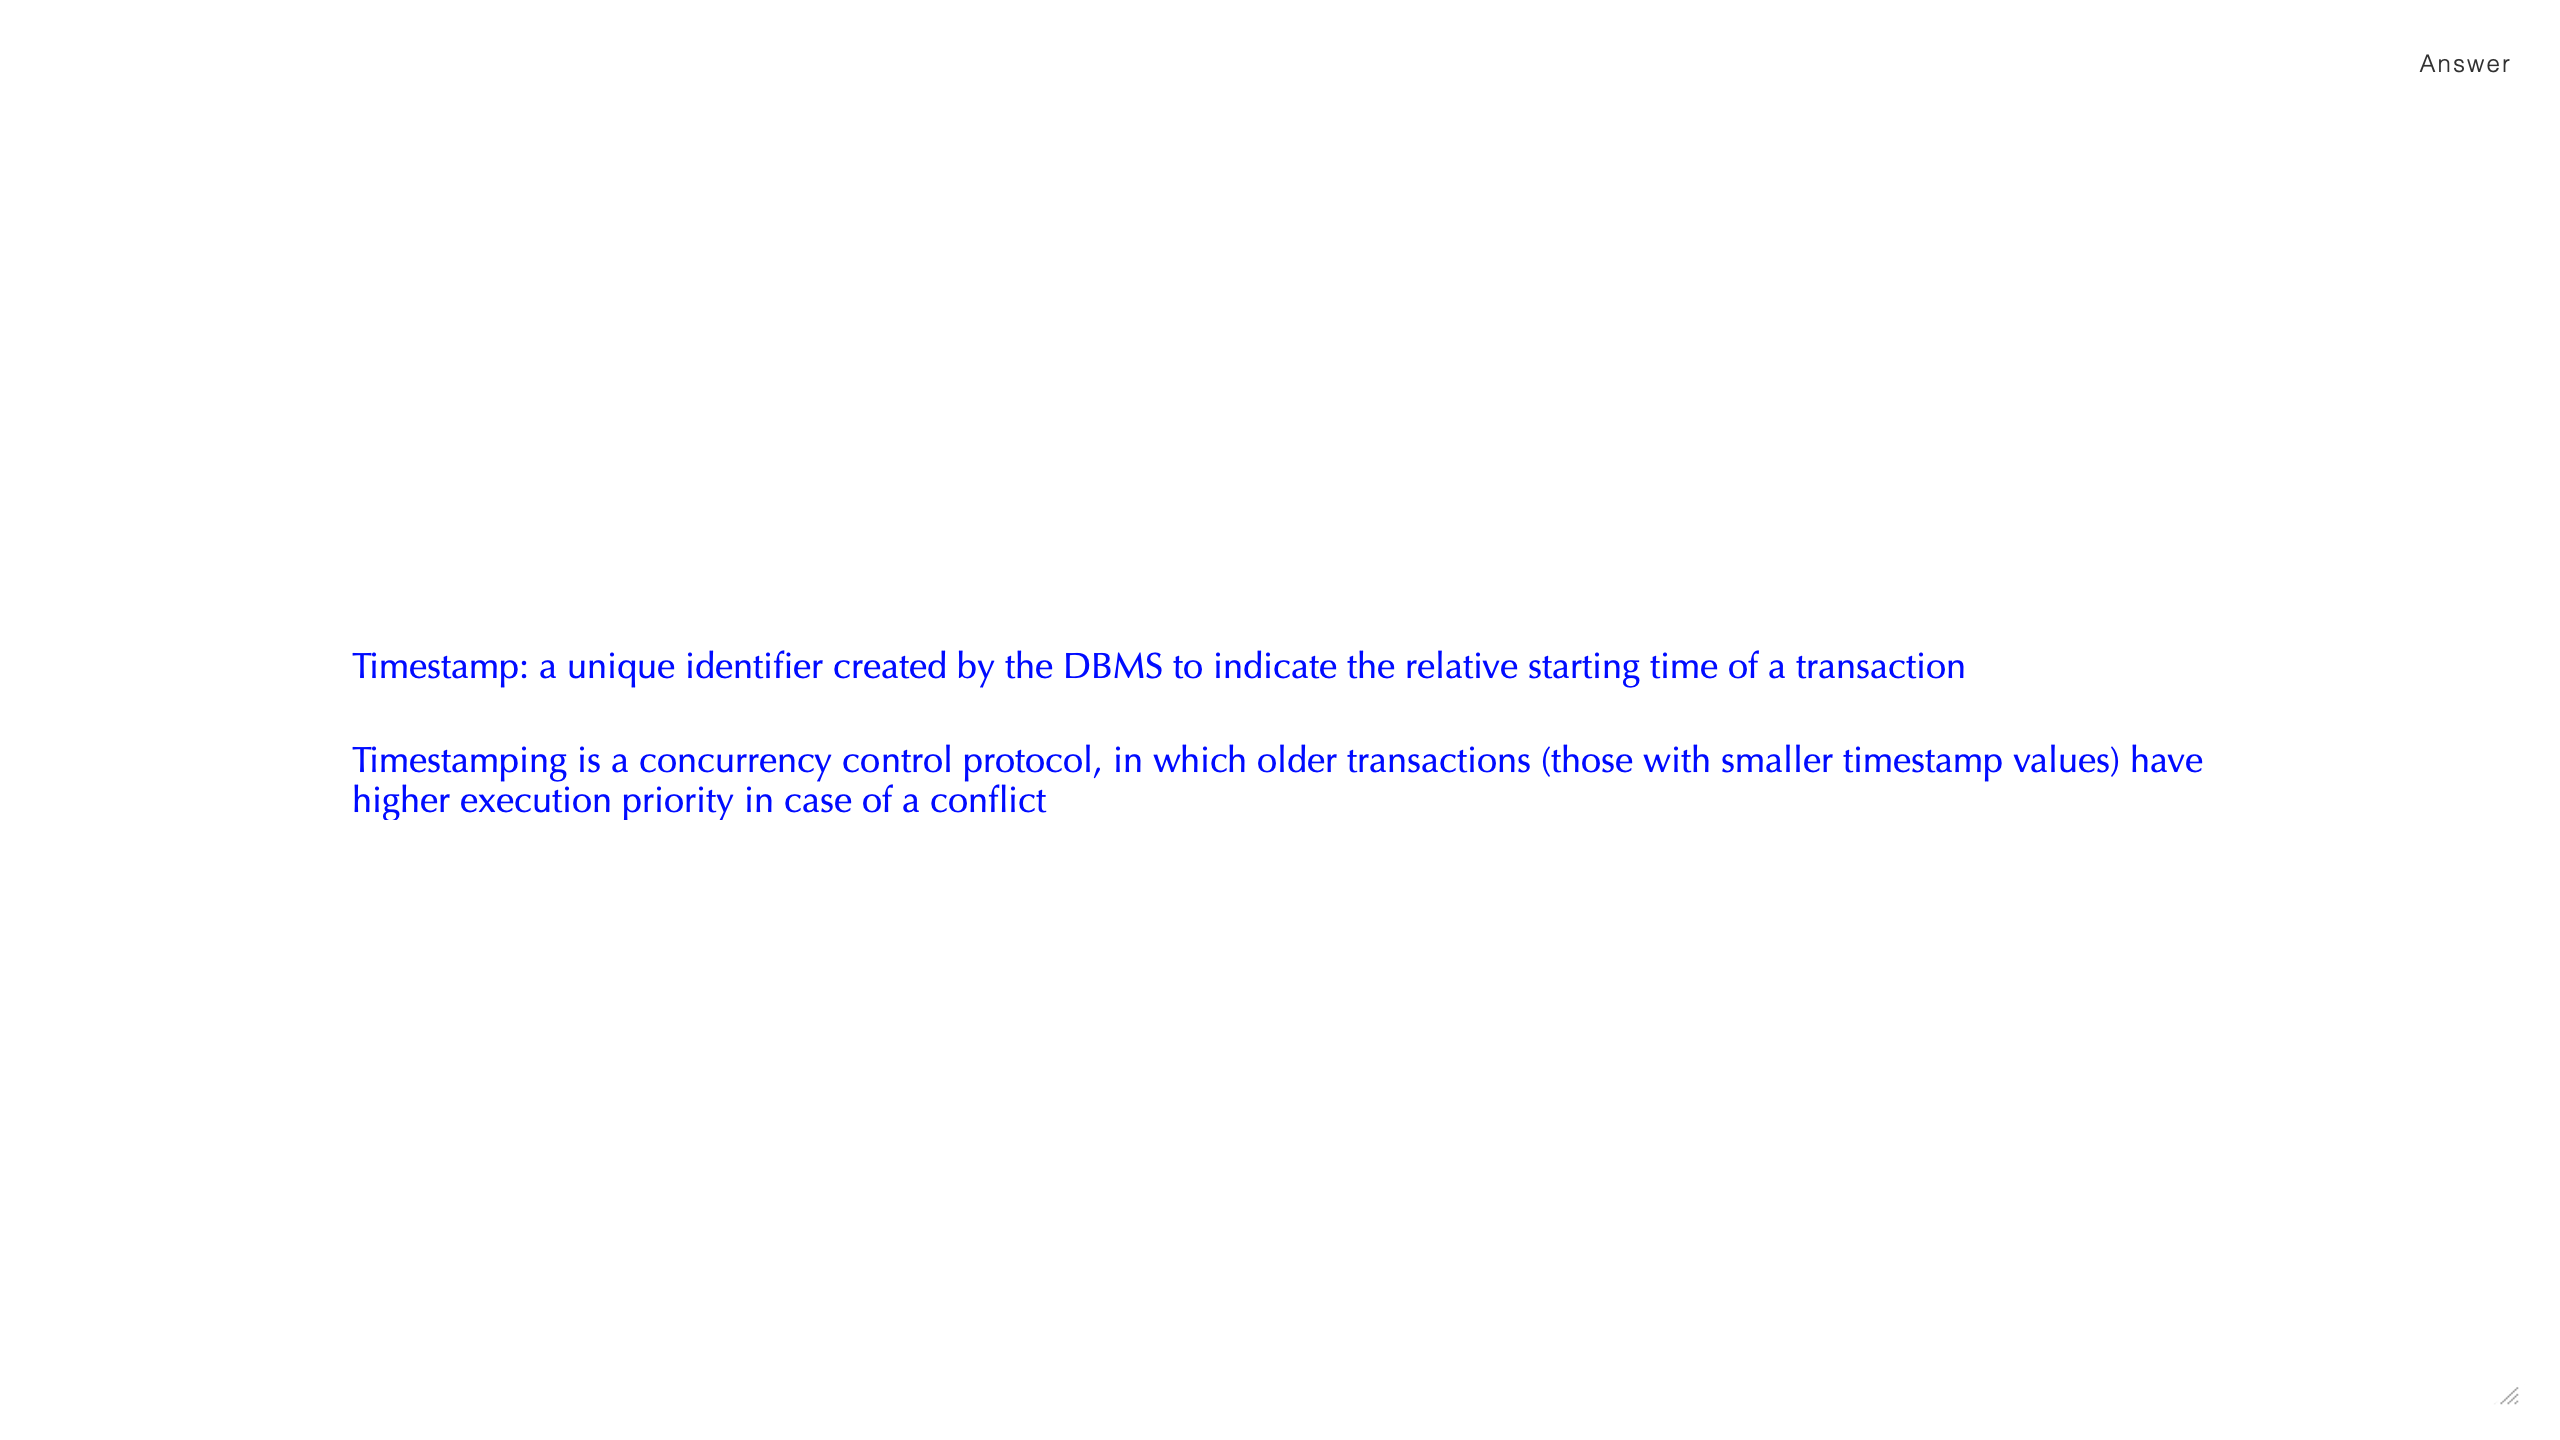 Answer
Timestamp: a unique identifier created by the DBMS to indicate the relative starting time of a transaction
Timestamping is a concurrency control protocol, in which older transactions (those with smaller timestamp values) have
higher execution priority in case of a conflict